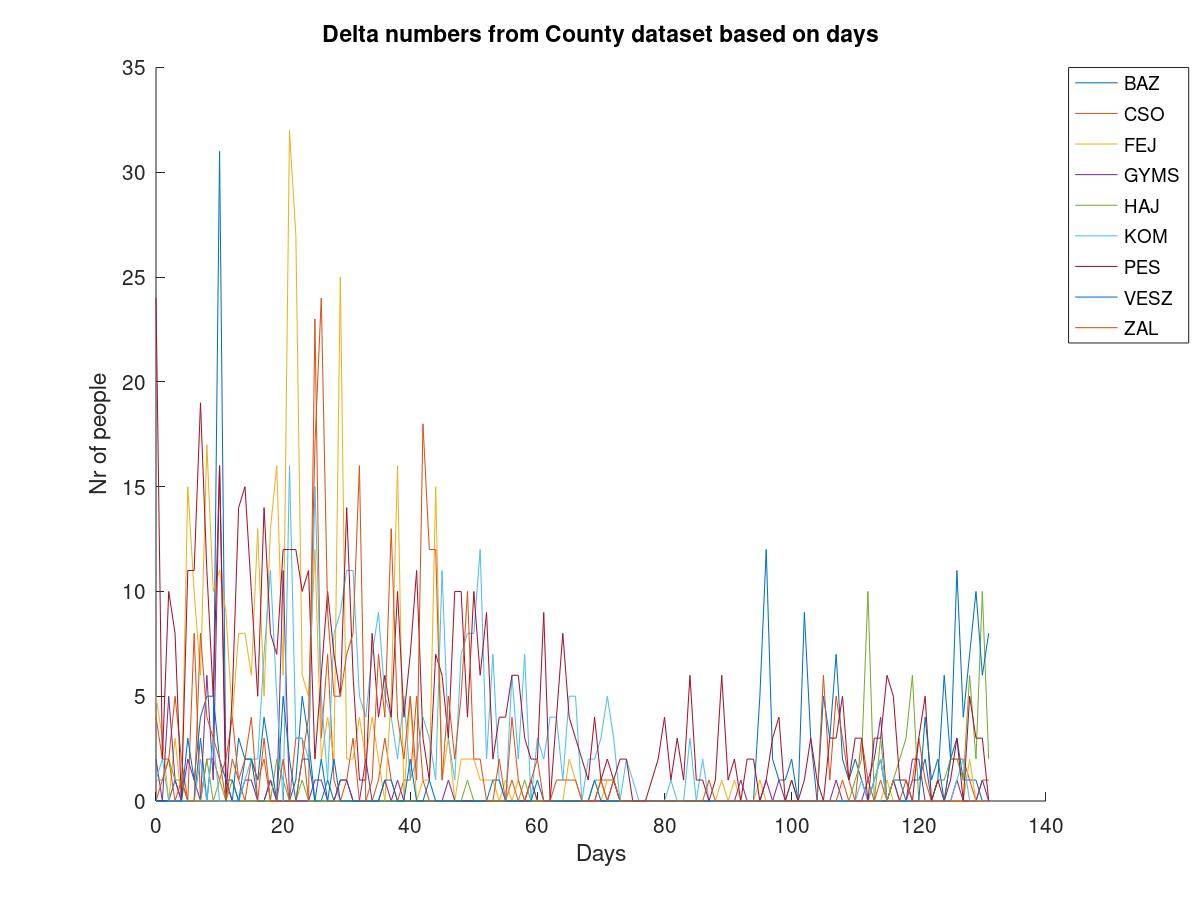 Delta numbers from County dataset based on days
35
30
25
20
15
10
5
0
Nr of people
0 20 40 60 80 100 120 140
Days
BAZ
CSO
FEJ
GYMS
HAJ
KOM
PES
VESZ
ZAL